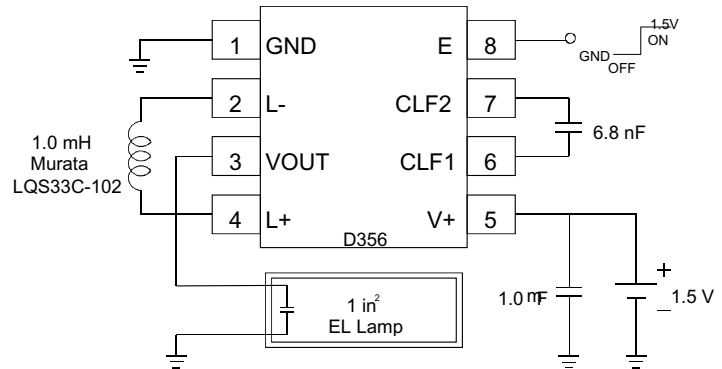 1 GND
E 8
1.5V
ON
GND
OFF
2 L-
CLF2 7
1.0 mH
Murata
LQS33C-102
3 VOUT
CLF1 6
6.8 nF
4 L+
V+ 5
D356
1 in²
EL Lamp
1.0 mF
+
_
1.5 V